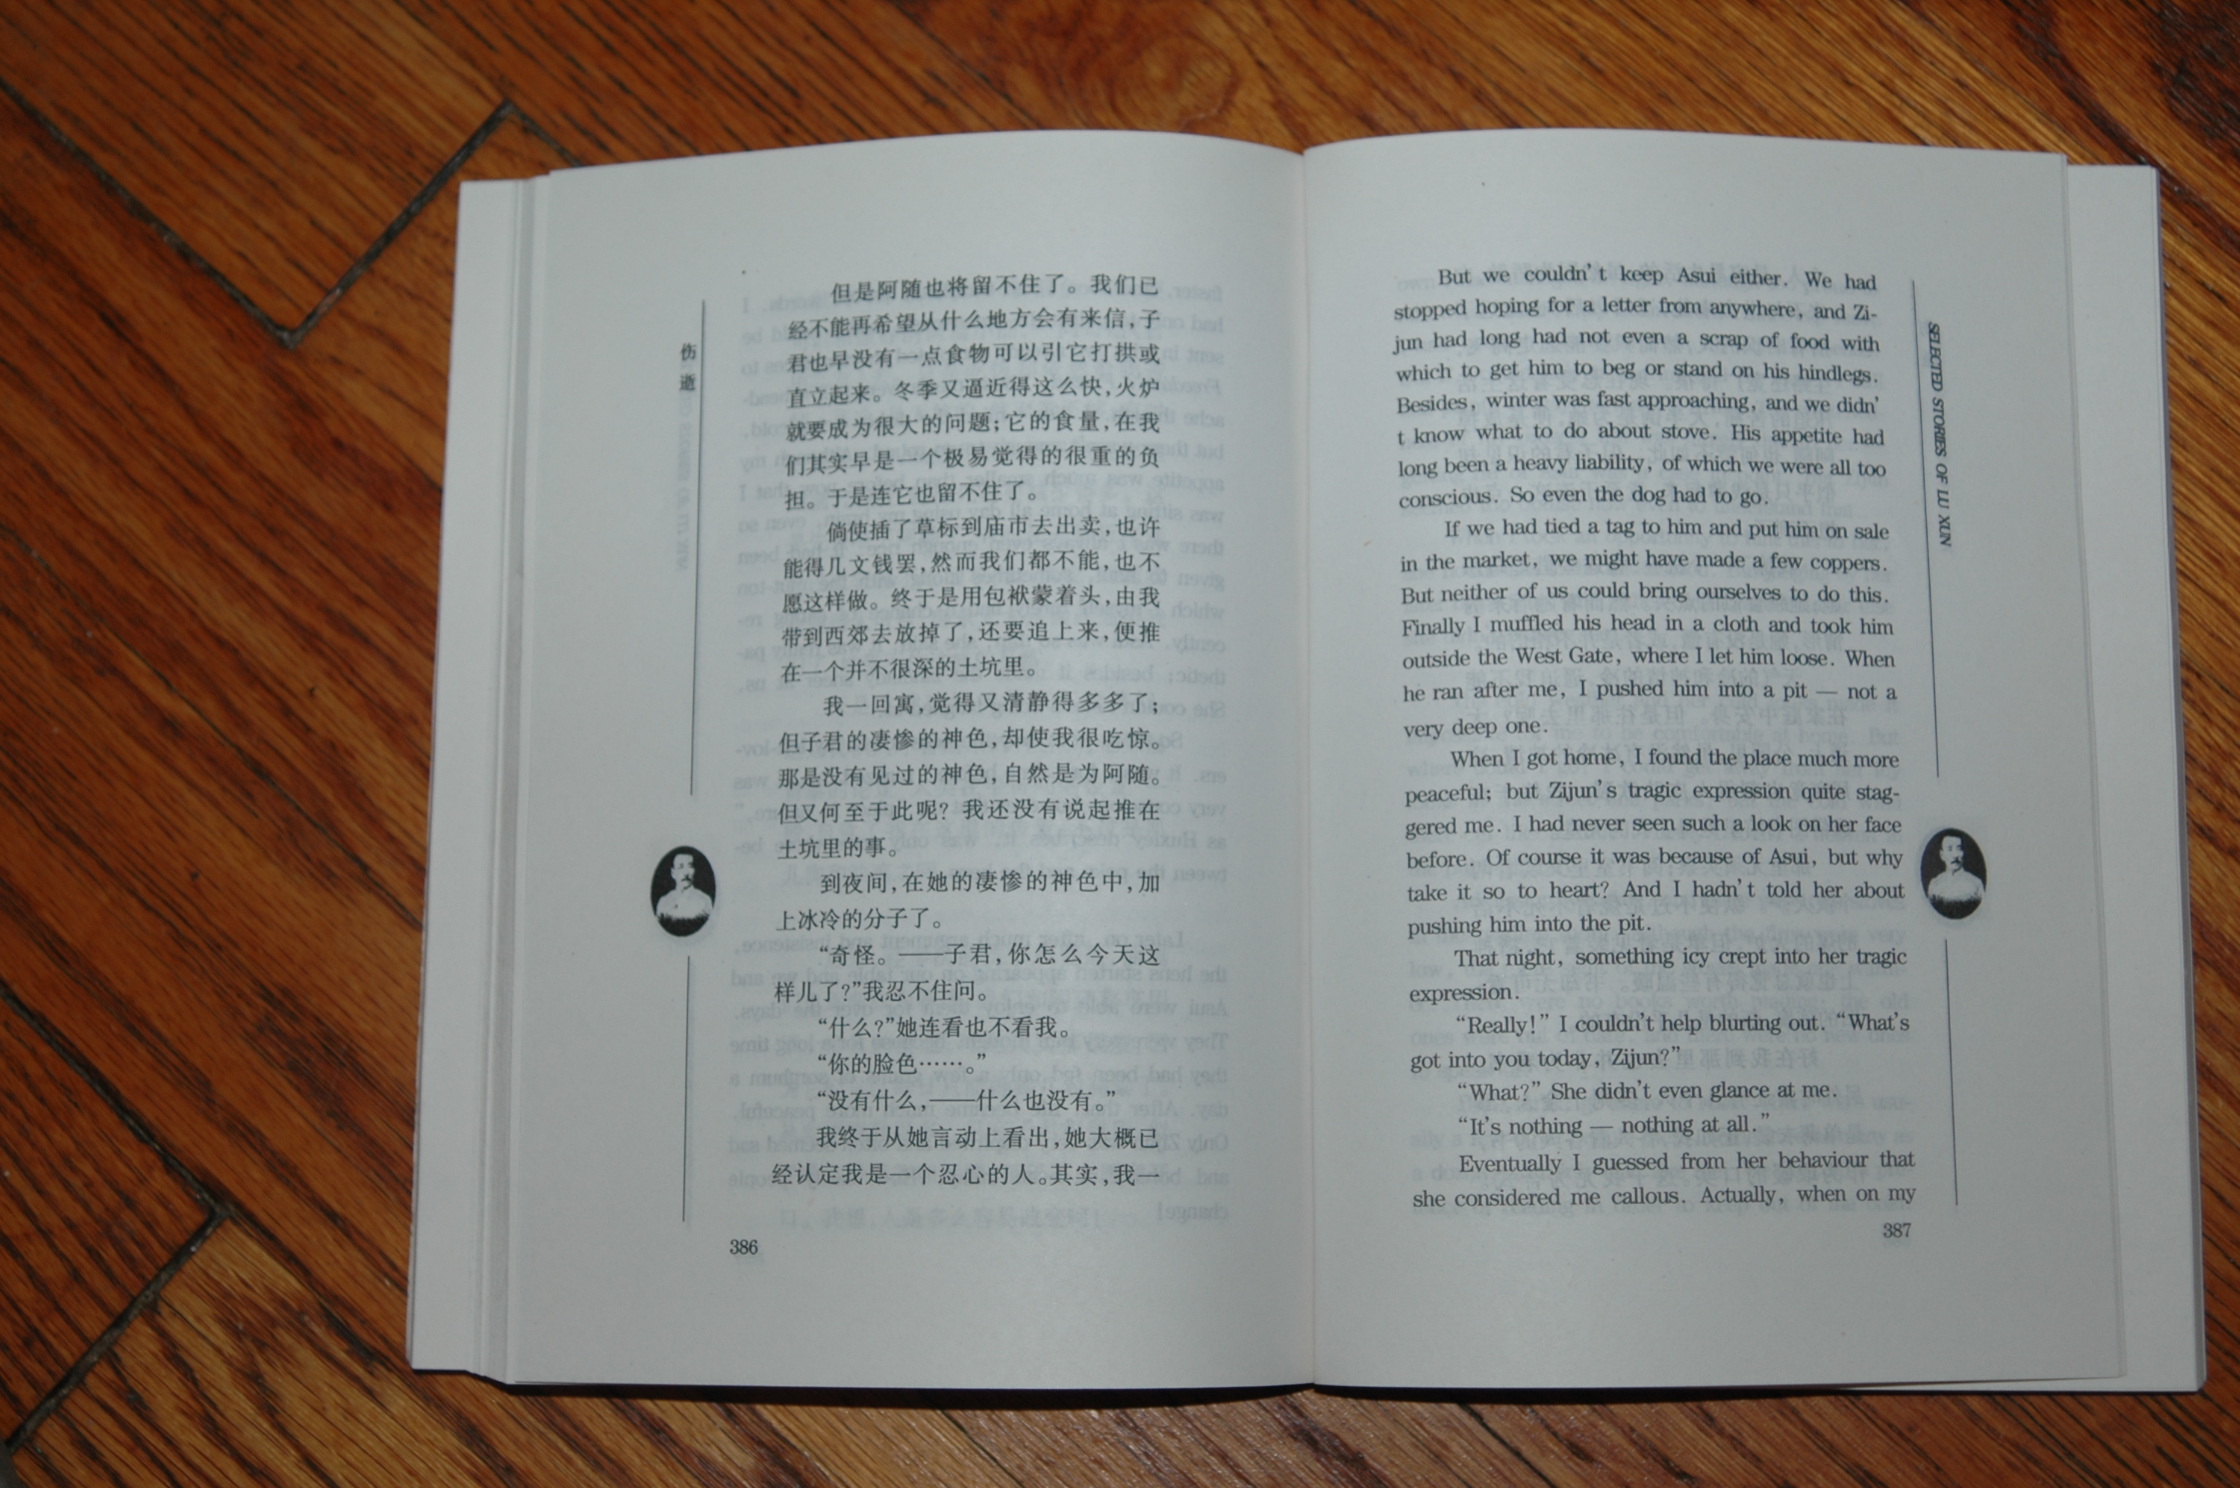 伤逝
但是阿随也将留不住了。我们已
经不能再希望从什么地方会有来信,子
君也早没有一点食物可以引它打拱或
直立起来。冬季又逼近得这么快,火炉
就要成为很大的问题;它的食量,在我
们其实早是一个极易觉得的很重的负
担。于是连它也留不住了。
倘使插了草标到庙市去出卖,也许
能得几文钱罢,然而我们都不能,也不
愿这样做。终于是用包袱蒙着头,由我
带到西郊去放掉了,还要追上来,便推
在一个并不很深的土坑里。
我一回寓,觉得又清静得多多了;
但子君的凄惨的神色,却使我很吃惊。
那是没有见过的神色,自然是为阿随。
但又何至于此呢?我还没有说起推在
土坑里的事。
到夜间,在她的凄惨的神色中,加
上冰冷的分子了。
“奇怪。——子君,你怎么今天这
样儿了?”我忍不住问。
“什么?”她连看也不看我。
“你的脸色……。”
“没有什么,——什么也没有。”
我终于从她言动上看出,她大概已
经认定我是一个忍心的人。其实,我一
386
But we couldn't keep Asui either. We had
stopped hoping for a letter from anywhere, and Zi-
jun had long had not even a scrap of food with
which to get him to beg or stand on his hindlegs.
Besides, winter was fast approaching, and we didn'
t know what to do about stove. His appetite had
long been a heavy liability, of which we were all too
conscious. So even the dog had to go.
If we had tied a tag to him and put him on sale
in the market, we might have made a few coppers.
But neither of us could bring ourselves to do this.
Finally I muffled his head in a cloth and took him
outside the West Gate, where I let him loose. When
he ran after me, I pushed him into a pit — not a
very deep one.
When I got home, I found the place much more
peaceful; but Zijun's tragic expression quite stag-
gered me. I had never seen such a look on her face
before. Of course it was because of Asui, but why
take it so to heart? And I hadn't told her about
pushing him into the pit.
That night, something icy crept into her tragic
expression.
“Really!” I couldn't help blurting out. “What's
got into you today, Zijun?”
“What?” She didn't even glance at me.
“It's nothing — nothing at all.”
Eventually I guessed from her behaviour that
she considered me callous. Actually, when on my
387
SELECTED STORIES OF LU XUN